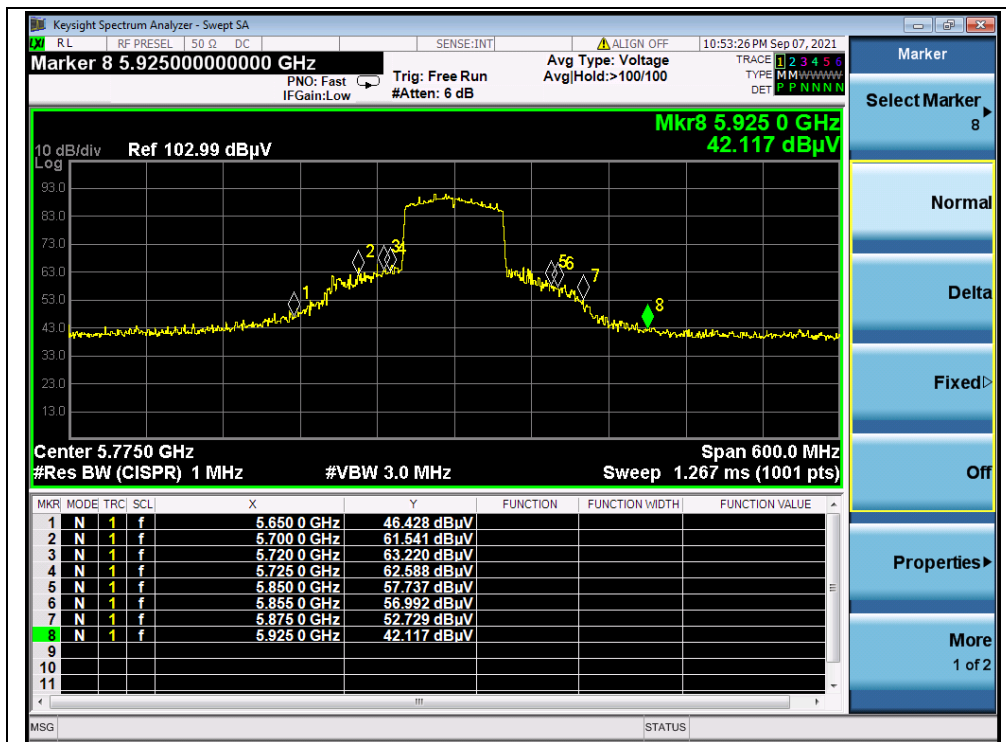 Keysight Spectrum Analyzer - Swept SA
LXI RL RF PRESEL 50 Ω DC SENSE:INT ALIGN OFF 10:53:26 PM Sep 07, 2021
Marker 8 5.925000000000 GHz
PNO: Fast
IFGain:Low
Trig: Free Run
#Atten: 6 dB
Avg Type: Voltage
Avg|Hold:>100/100
TRACE 1 2 3 4 5 6
TYPE M M W W W W
DET P P N N N N
Mkr8 5.925 0 GHz
42.117 dBµV
10 dB/div Ref 102.99 dBµV
Log
93.0
83.0
73.0
63.0
53.0
43.0
33.0
23.0
13.0
1
2
3
4
5
6
7
8
Center 5.7750 GHz Span 600.0 MHz
#Res BW (CISPR) 1 MHz #VBW 3.0 MHz Sweep 1.267 ms (1001 pts)
MKR MODE TRC SCL X Y FUNCTION FUNCTION WIDTH FUNCTION VALUE
1 N 1 f 5.650 0 GHz 46.428 dBµV
2 N 1 f 5.700 0 GHz 61.541 dBµV
3 N 1 f 5.720 0 GHz 63.220 dBµV
4 N 1 f 5.725 0 GHz 62.588 dBµV
5 N 1 f 5.850 0 GHz 57.737 dBµV
6 N 1 f 5.855 0 GHz 56.992 dBµV
7 N 1 f 5.875 0 GHz 52.729 dBµV
8 N 1 f 5.925 0 GHz 42.117 dBµV
9
10
11
MSG STATUS
Marker
Select Marker
8
Normal
Delta
Fixed
Off
Properties
More
1 of 2